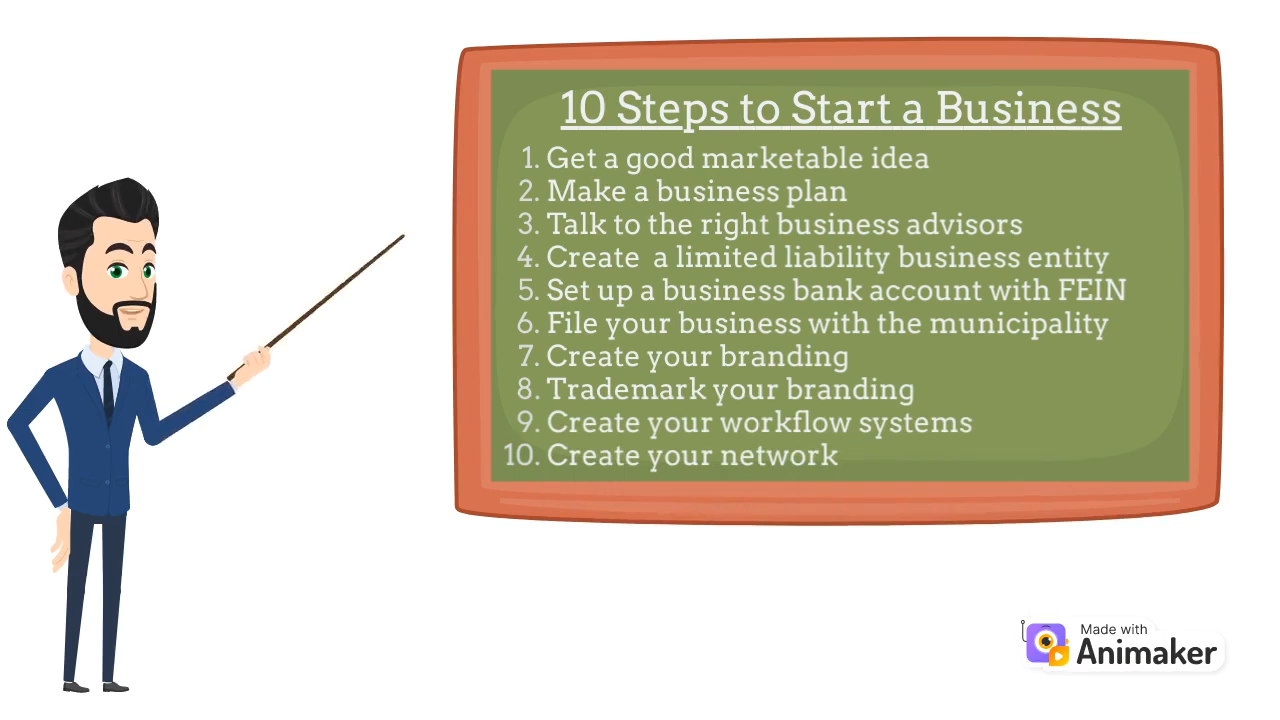 10 Steps to Start a Business
1. Get a good marketable idea
2. Make a business plan
3. Talk to the right business advisors
4. Create  a limited liability business entity
5. Set up a business bank account with FEIN
6. File your business with the municipality
7. Create your branding
8. Trademark your branding
9. Create your workflow systems
10. Create your network
Made with
Animaker